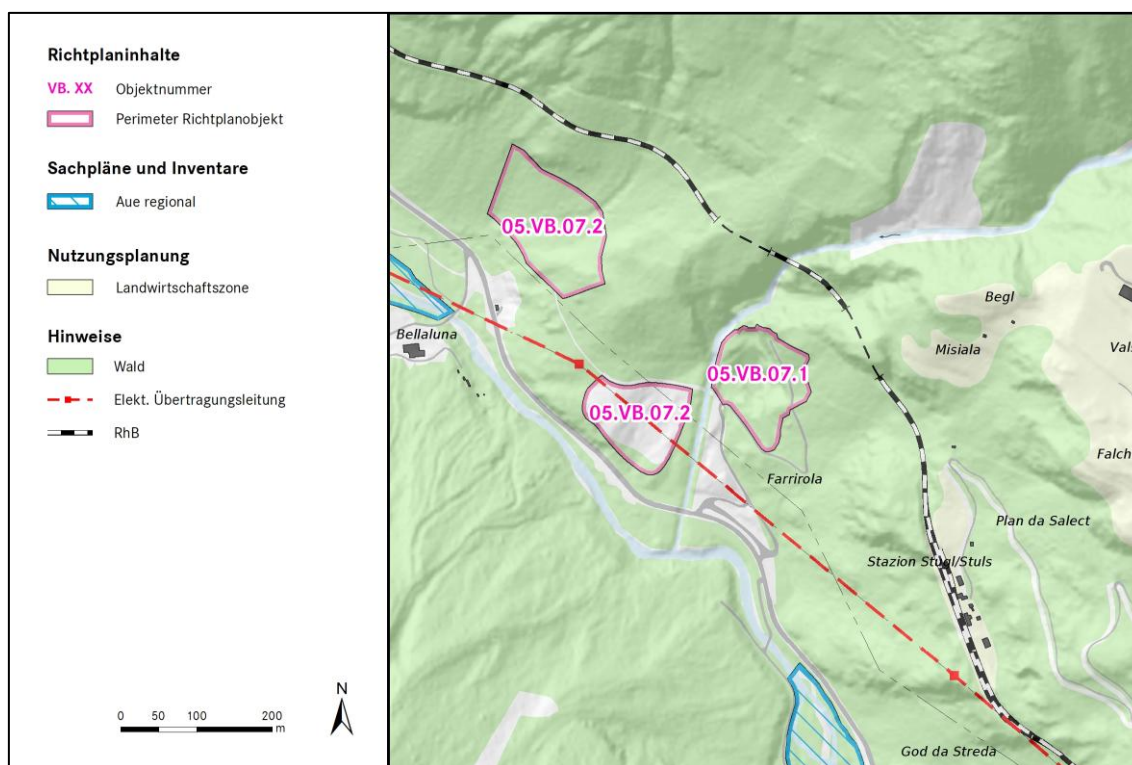 Richtplaninhalte
VB. XX Objektnummer
Perimeter Richtplanobjekt
Sachpläne und Inventare
Aue regional
Nutzungsplanung
Landwirtschaftszone
Hinweise
Wald
Elekt. Übertragungsleitung
RhB
N
0 50 100 200
m
05.VB.07.2
Begl
Bellaluna
Misiala
Vals
05.VB.07.1
05.VB.07.2
Falch
Farrirola
Plan da Salect
Stazion Stugl/Stuls
God da Streda